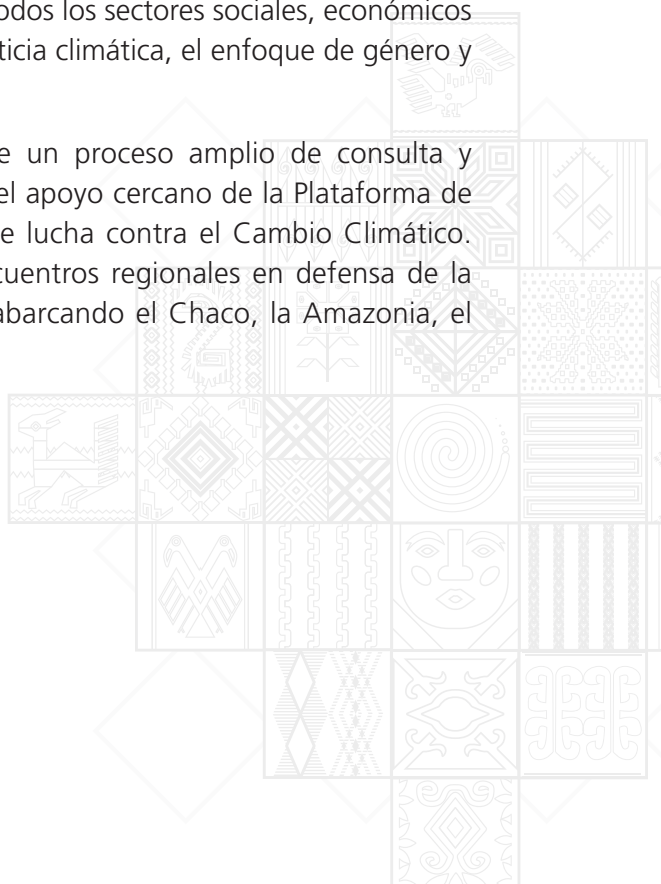 odos los sectores sociales, económicos
ticia climática, el enfoque de género y
e un proceso amplio de consulta y
el apoyo cercano de la Plataforma de
e lucha contra el Cambio Climático.
cuentros regionales en defensa de la
abarcando el Chaco, la Amazonia, el